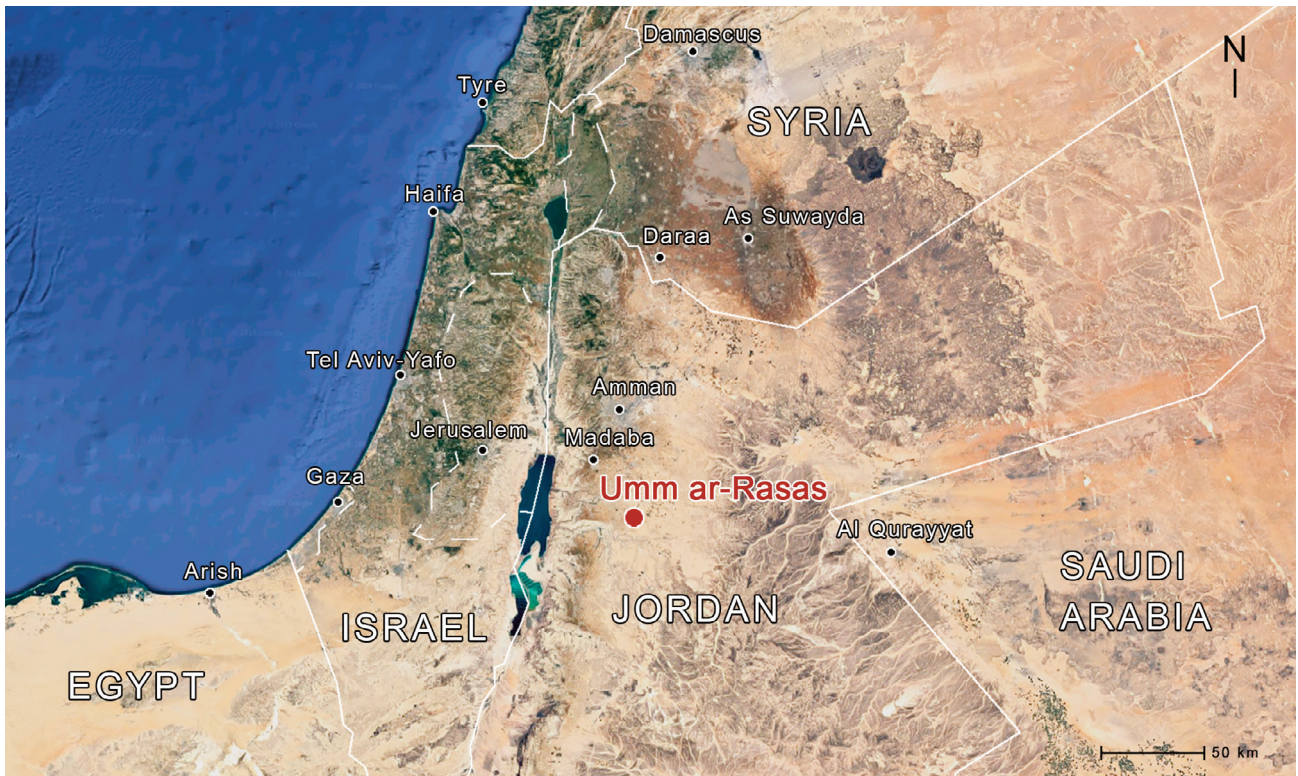 Damascus
N
Tyre
SYRIA
Haifa
As Suwayda
Daraa
Tel Aviv-Yafo
Amman
Jerusalem
Madaba
Gaza
Umm ar-Rasas
Al Qurayyat
Arish
SAUDI
ARABIA
JORDAN
ISRAEL
EGYPT
50 km